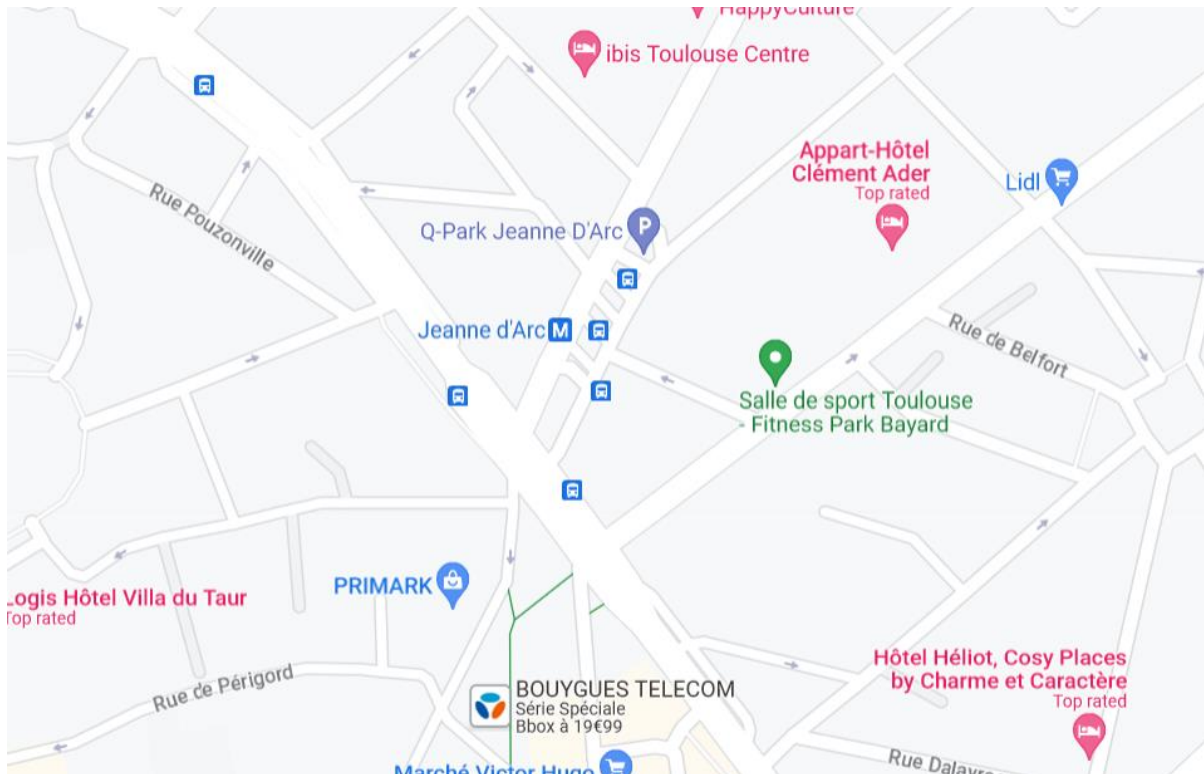 HappyCulture
ibis Toulouse Centre
Appart-Hôtel
Clément Ader
Top rated
Lidl
Rue Pouzonville
Q-Park Jeanne D'Arc
P
Jeanne d'Arc M
Rue de Belfort
Salle de sport Toulouse
- Fitness Park Bayard
PRIMARK
Logis Hôtel Villa du Taur
Top rated
Rue de Périgord
Hôtel Héliot, Cosy Places
by Charme et Caractère
Top rated
BOUYGUES TELECOM
Série Spéciale
Bbox à 19€99
Marché Victor Hugo
Rue Dalayra